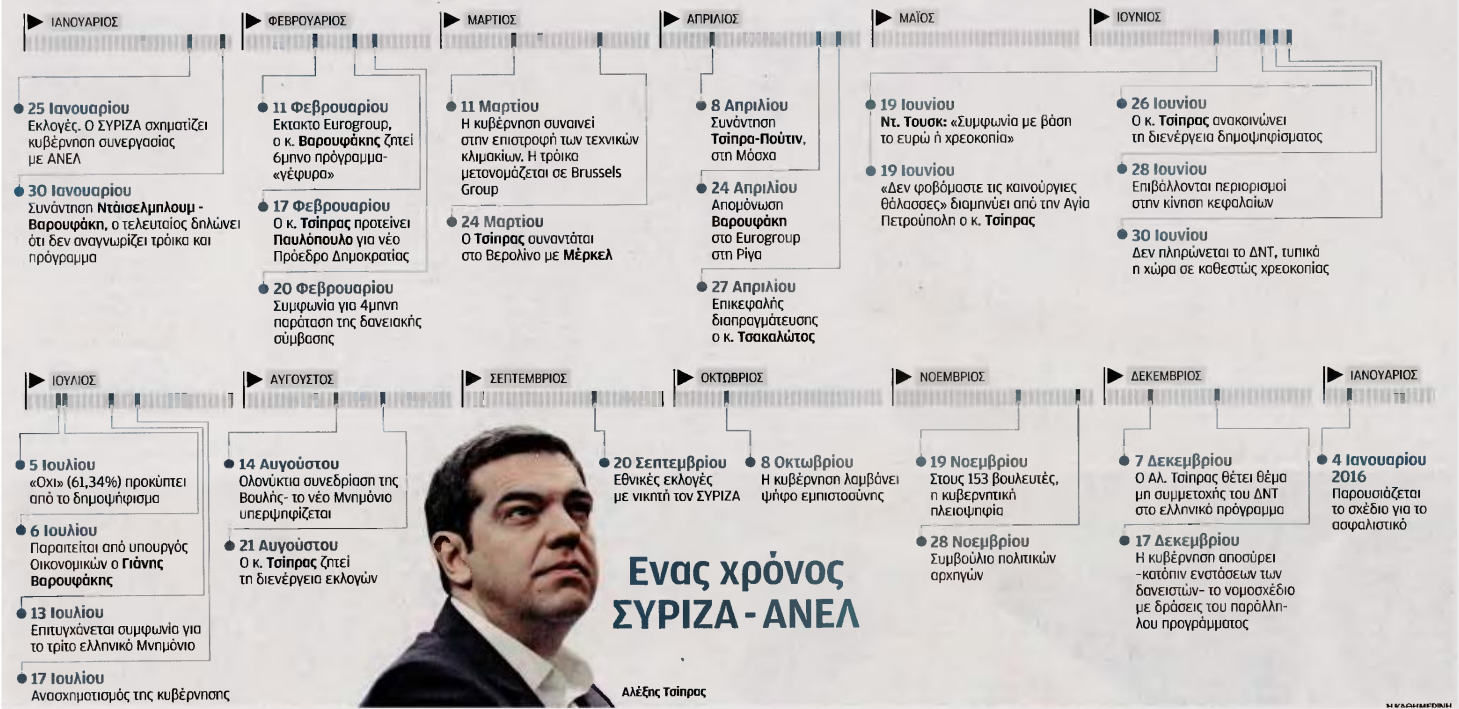 ΙΑΝΟΥΑΡΙΟΣ
25 Ιανουαρίου
Εκλογές. Ο ΣΥΡΙΖΑ σχηματίζει
κυβέρνηση συνεργασίας
με ΑΝΕΛ
30 Ιανουαρίου
Συνάντηση Ντάισελμπλουμ -
Βαρουφάκη, ο τελευταίος δηλώνει
ότι δεν αναγνωρίζει τρόικα και
πρόγραμμα
ΦΕΒΡΟΥΑΡΙΟΣ
11 Φεβρουαρίου
Εκτακτο Eurogroup,
ο κ. Βαρουφάκης ζητεί
6μηνο πρόγραμμα-
«γέφυρα»
17 Φεβρουαρίου
Ο κ. Τσίπρας προτείνει
Παυλόπουλο για νέο
Πρόεδρο Δημοκρατίας
20 Φεβρουαρίου
Συμφωνία για 4μηνη
παράταση της δανειακής
σύμβασης
ΜΑΡΤΙΟΣ
11 Μαρτίου
Η κυβέρνηση συναινεί
στην επιστροφή των τεχνικών
κλιμακίων. Η τρόικα
μετονομάζεται σε Brussels
Group
24 Μαρτίου
Ο Τσίπρας συναντάται
στο Βερολίνο με Μέρκελ
ΑΠΡΙΛΙΟΣ
8 Απριλίου
Συνάντηση
Τσίπρα-Πούτιν,
στη Μόσχα
24 Απριλίου
Απομόνωση
Βαρουφάκη
στο Eurogroup
στη Ρίγα
27 Απριλίου
Επικεφαλής
διαπραγμάτευσης
ο κ. Τσακαλώτος
ΜΑΪΟΣ
19 Ιουνίου
Ντ. Τουσκ: «Συμφωνία με βάση
το ευρώ ή χρεοκοπία»
19 Ιουνίου
«Δεν φοβόμαστε τις καινούργιες
θάλασσες» διαμηνύει από την Αγία
Πετρούπολη ο κ. Τσίπρας
ΙΟΥΝΙΟΣ
26 Ιουνίου
Ο κ. Τσίπρας ανακοινώνει
τη διενέργεια δημοψηφίσματος
28 Ιουνίου
Επιβάλλονται περιορισμοί
στην κίνηση κεφαλαίων
30 Ιουνίου
Δεν πληρώνεται το ΔΝΤ, τυπικά
η χώρα σε καθεστώς χρεοκοπίας
ΙΟΥΛΙΟΣ
5 Ιουλίου
«Οχι» (61,34%) προκύπτει
από το δημοψήφισμα
6 Ιουλίου
Παραιτείται από υπουργός
Οικονομικών ο Γιάνης
Βαρουφάκης
13 Ιουλίου
Επιτυγχάνεται συμφωνία για
το τρίτο ελληνικό Μνημόνιο
17 Ιουλίου
Ανασχηματισμός της κυβέρνησης
ΑΥΓΟΥΣΤΟΣ
14 Αυγούστου
Ολονύκτια συνεδρίαση της
Βουλής- το νέο Μνημόνιο
υπερψηφίζεται
21 Αυγούστου
Ο κ. Τσίπρας ζητεί
τη διενέργεια εκλογών
ΣΕΠΤΕΜΒΡΙΟΣ
20 Σεπτεμβρίου
Εθνικές εκλογές
με νικητή τον ΣΥΡΙΖΑ
ΟΚΤΩΒΡΙΟΣ
8 Οκτωβρίου
Η κυβέρνηση λαμβάνει
ψήφο εμπιστοσύνης
ΝΟΕΜΒΡΙΟΣ
19 Νοεμβρίου
Στους 153 βουλευτές,
η κυβερνητική
πλειοψηφία
28 Νοεμβρίου
Συμβούλιο πολιτικών
αρχηγών
ΔΕΚΕΜΒΡΙΟΣ
7 Δεκεμβρίου
Ο Αλ. Τσίπρας θέτει θέμα
μη συμμετοχής του ΔΝΤ
στο ελληνικό πρόγραμμα
17 Δεκεμβρίου
Η κυβέρνηση αποσύρει
-κατόπιν ενστάσεων των
δανειστών- το νομοσχέδιο
με δράσεις του παράλλη-
λου προγράμματος
ΙΑΝΟΥΑΡΙΟΣ
4 Ιανουαρίου
2016
Παρουσιάζεται
το σχέδιο για το
ασφαλιστικό
Ενας χρόνος
ΣΥΡΙΖΑ - ΑΝΕΛ
Αλέξης Τσίπρας
Η ΚΑΘΗΜΕΡΙΝΗ